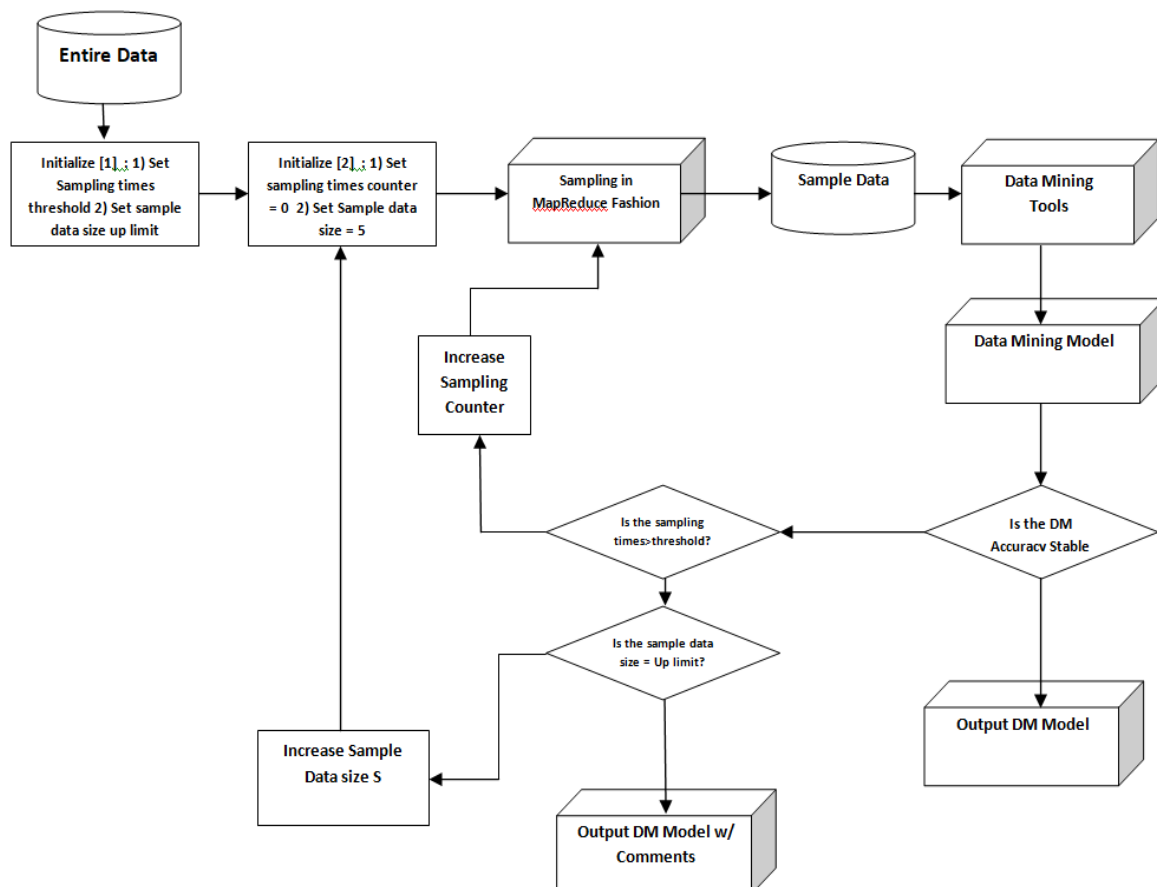 Entire Data
Initialize [1] ; 1) Set
Sampling times
threshold 2) Set sample
data size up limit
Initialize [2] ; 1) Set
sampling times counter
= 0 2) Set Sample data
size = 5
Sampling in
MapReduce Fashion
Sample Data
Data Mining
Tools
Data Mining Model
Increase
Sampling
Counter
Is the sampling
times>threshold?
Is the DM
Accuracy Stable
Is the sample data
size = Up limit?
Increase Sample
Data size S
Output DM Model
Output DM Model w/
Comments